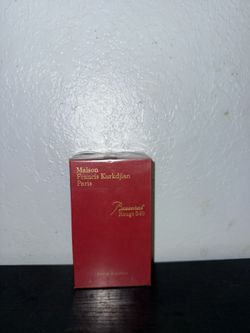 Maison
Francis Kurkdjian
Paris
Baccarat
Rouge 540